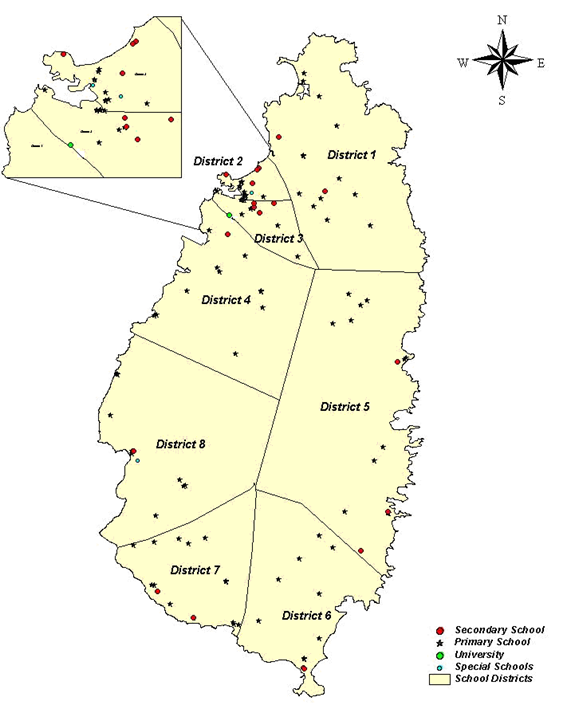 N
W E
S
District 2
District 1
District 3
District 4
District 5
District 8
District 7
District 6
Secondary School
Primary School
University
Special Schools
School Districts